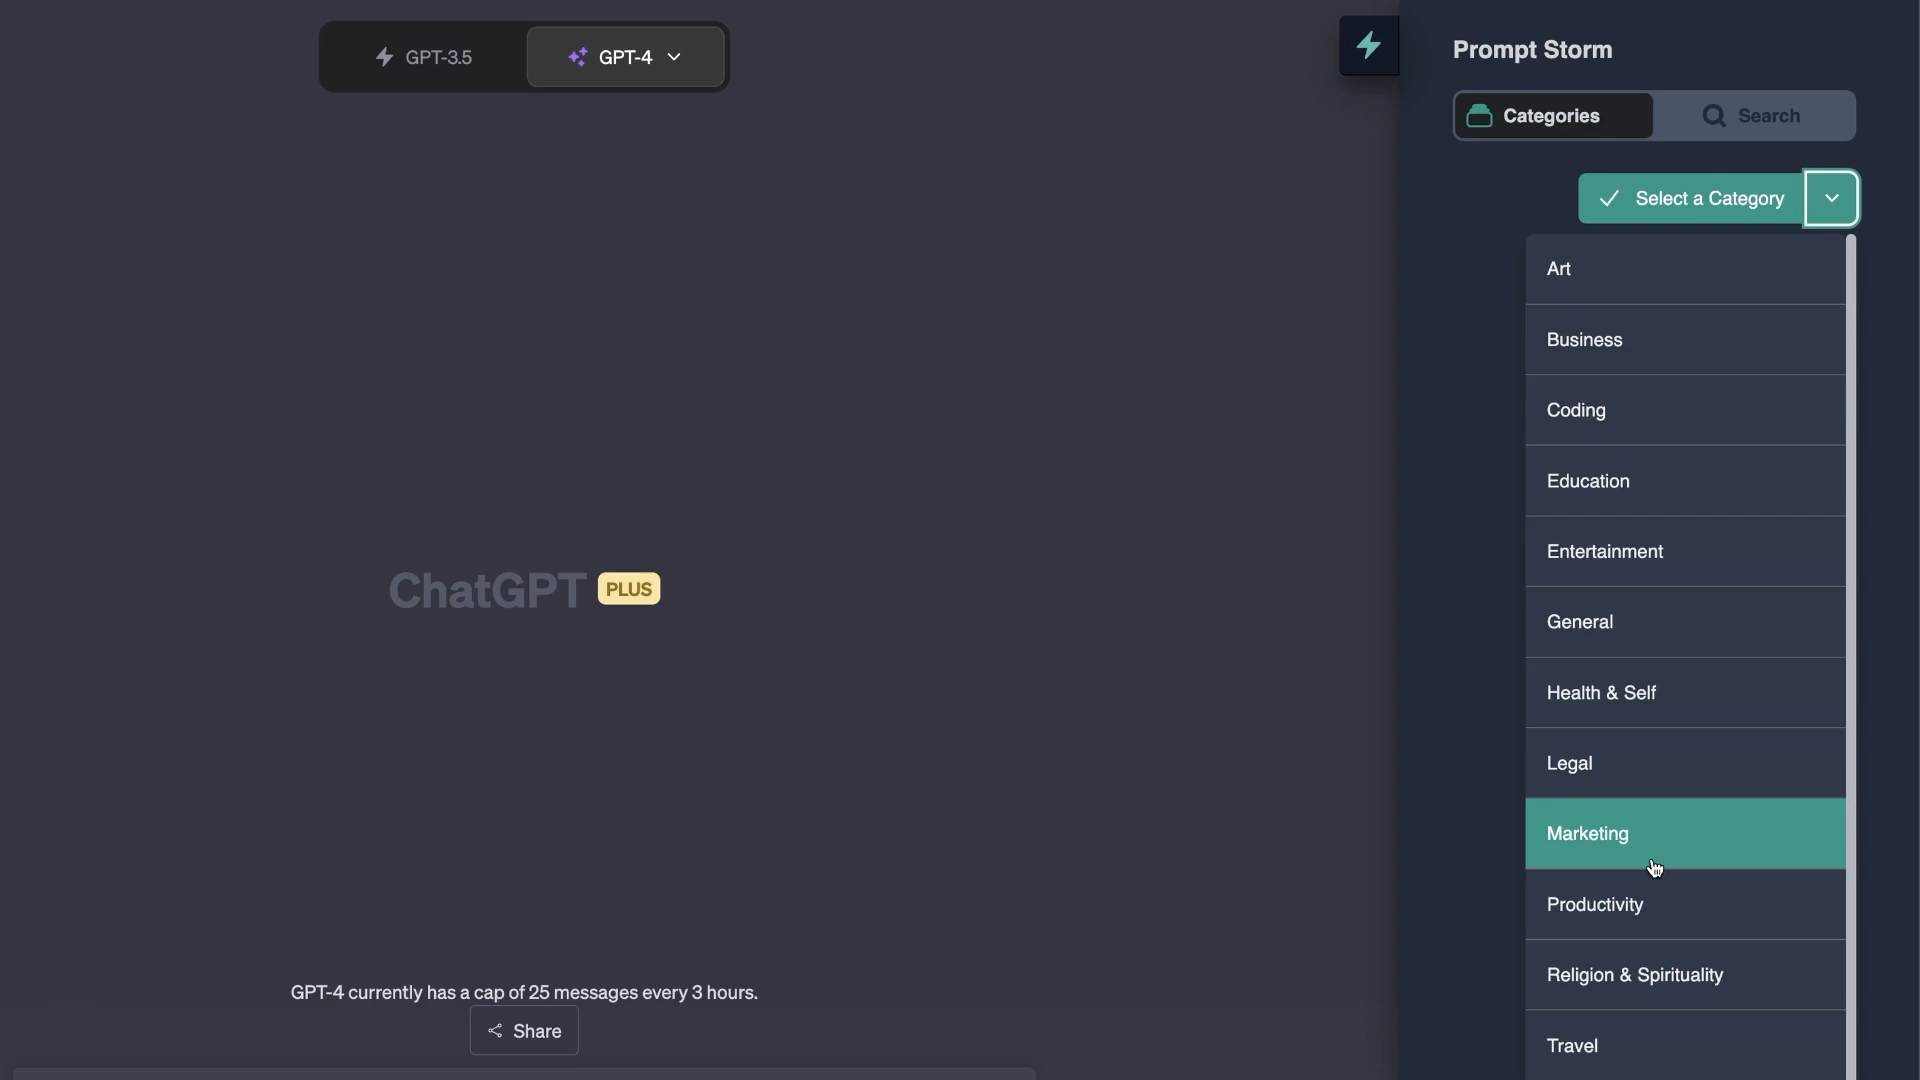 GPT-3.5
GPT-4
ChatGPT PLUS
GPT-4 currently has a cap of 25 messages every 3 hours.
Share
Prompt Storm
Categories
Search
Select a Category
Art
Business
Coding
Education
Entertainment
General
Health & Self
Legal
Marketing
Productivity
Religion & Spirituality
Travel